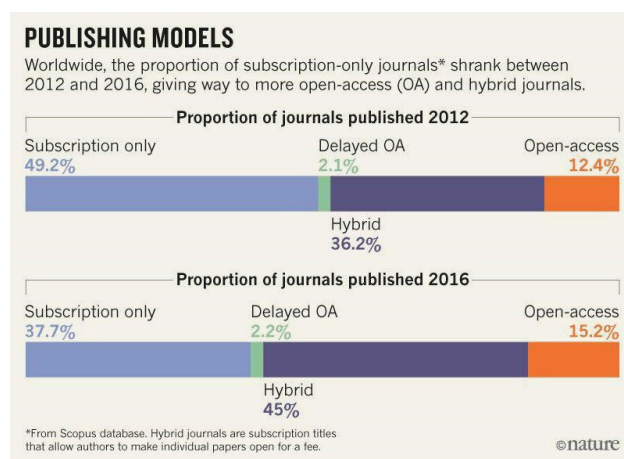 PUBLISHING MODELS
Worldwide, the proportion of subscription-only journals* shrank between
2012 and 2016, giving way to more open-access (OA) and hybrid journals.
Proportion of journals published 2012
Subscription only
49.2%
Delayed OA
2.1%
Open-access
12.4%
Hybrid
36.2%
Proportion of journals published 2016
Subscription only
37.7%
Delayed OA
2.2%
Open-access
15.2%
Hybrid
45%
*From Scopus database. Hybrid journals are subscription titles
that allow authors to make individual papers open for a fee.
©nature